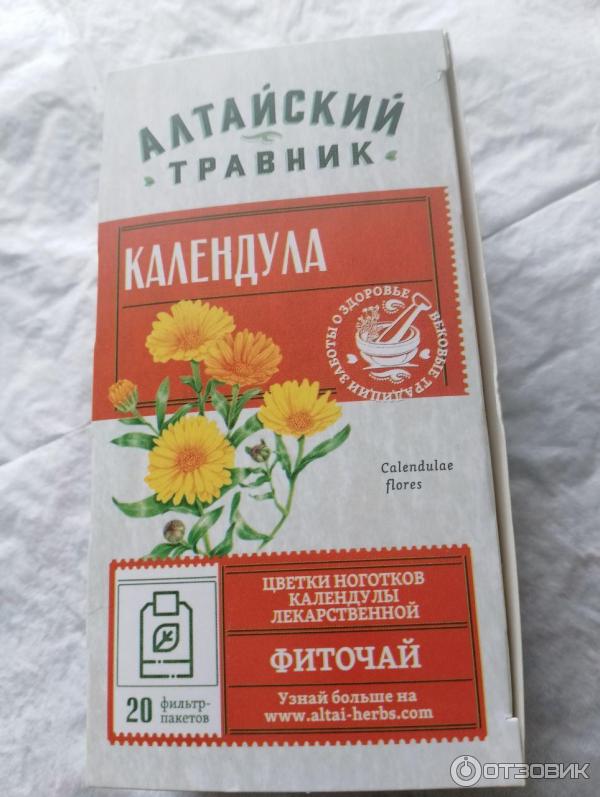 АЛТАЙСКИЙ
ТРАВНИК
КАЛЕНДУЛА
ВЕКОВЫЕ ТРАДИЦИИ ЗАБОТЫ О ЗДОРОВЬЕ
Calendulae
flores
ЦВЕТКИ НОГОТКОВ
КАЛЕНДУЛЫ
ЛЕКАРСТВЕННОЙ
ФИТОЧАЙ
20 фильтр-
пакетов
Узнай больше на
www.altai-herbs.com
ОТЗОВИК